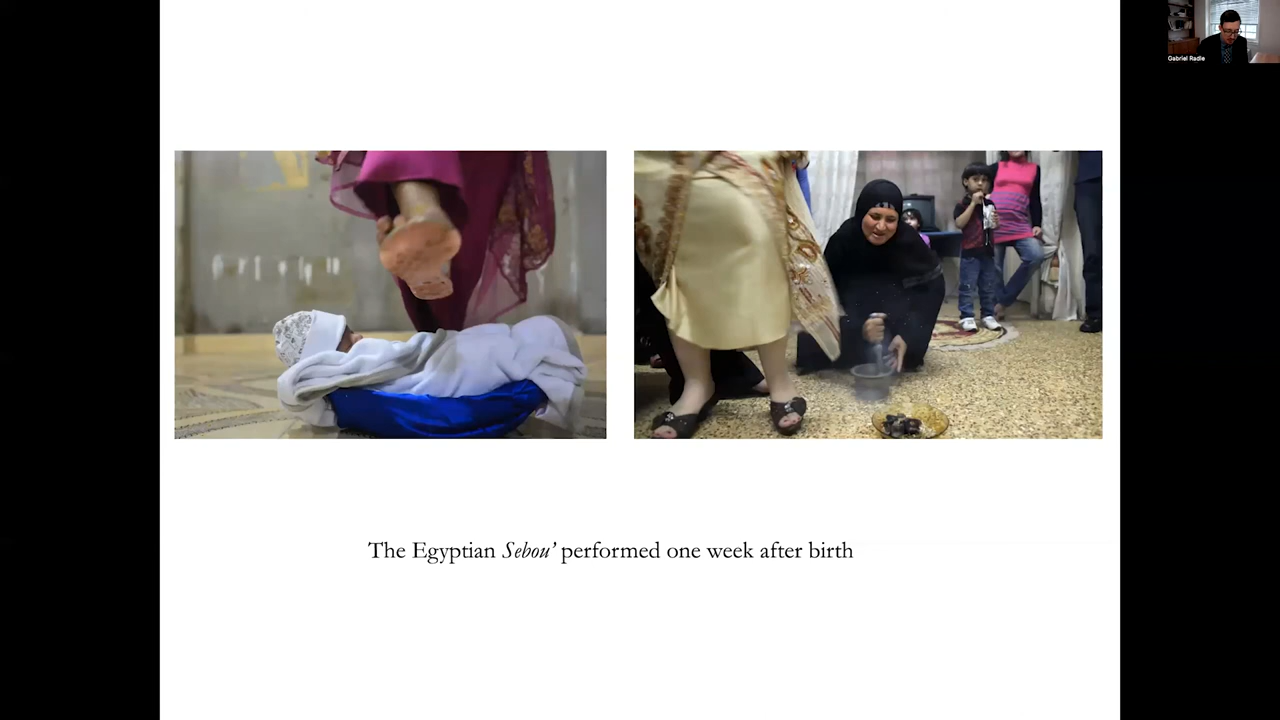 Gabriel Radle
The Egyptian Sebou’ performed one week after birth